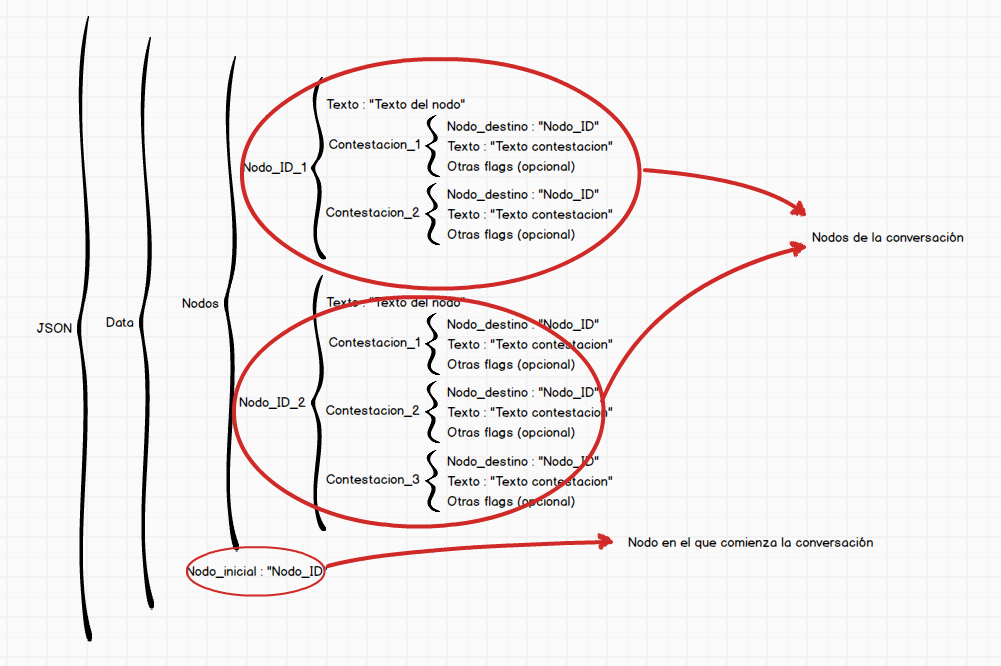 Texto : "Texto del nodo"
Nodo_destino : "Nodo_ID"
Contestacion_1
Texto : "Texto contestacion"
Otras flags (opcional)
Nodo_ID_1
Nodo_destino : "Nodo_ID"
Contestacion_2
Texto : "Texto contestacion"
Otras flags (opcional)
Nodos de la conversación
Nodos
Texto : "Texto del nodo"
JSON
Data
Nodo_destino : "Nodo_ID"
Contestacion_1
Texto : "Texto contestacion"
Otras flags (opcional)
Nodo_ID_2
Nodo_destino : "Nodo_ID"
Contestacion_2
Texto : "Texto contestacion"
Otras flags (opcional)
Nodo_destino : "Nodo_ID"
Contestacion_3
Texto : "Texto contestacion"
Otras flags (opcional)
Nodo en el que comienza la conversación
Nodo_inicial : "Nodo_ID"